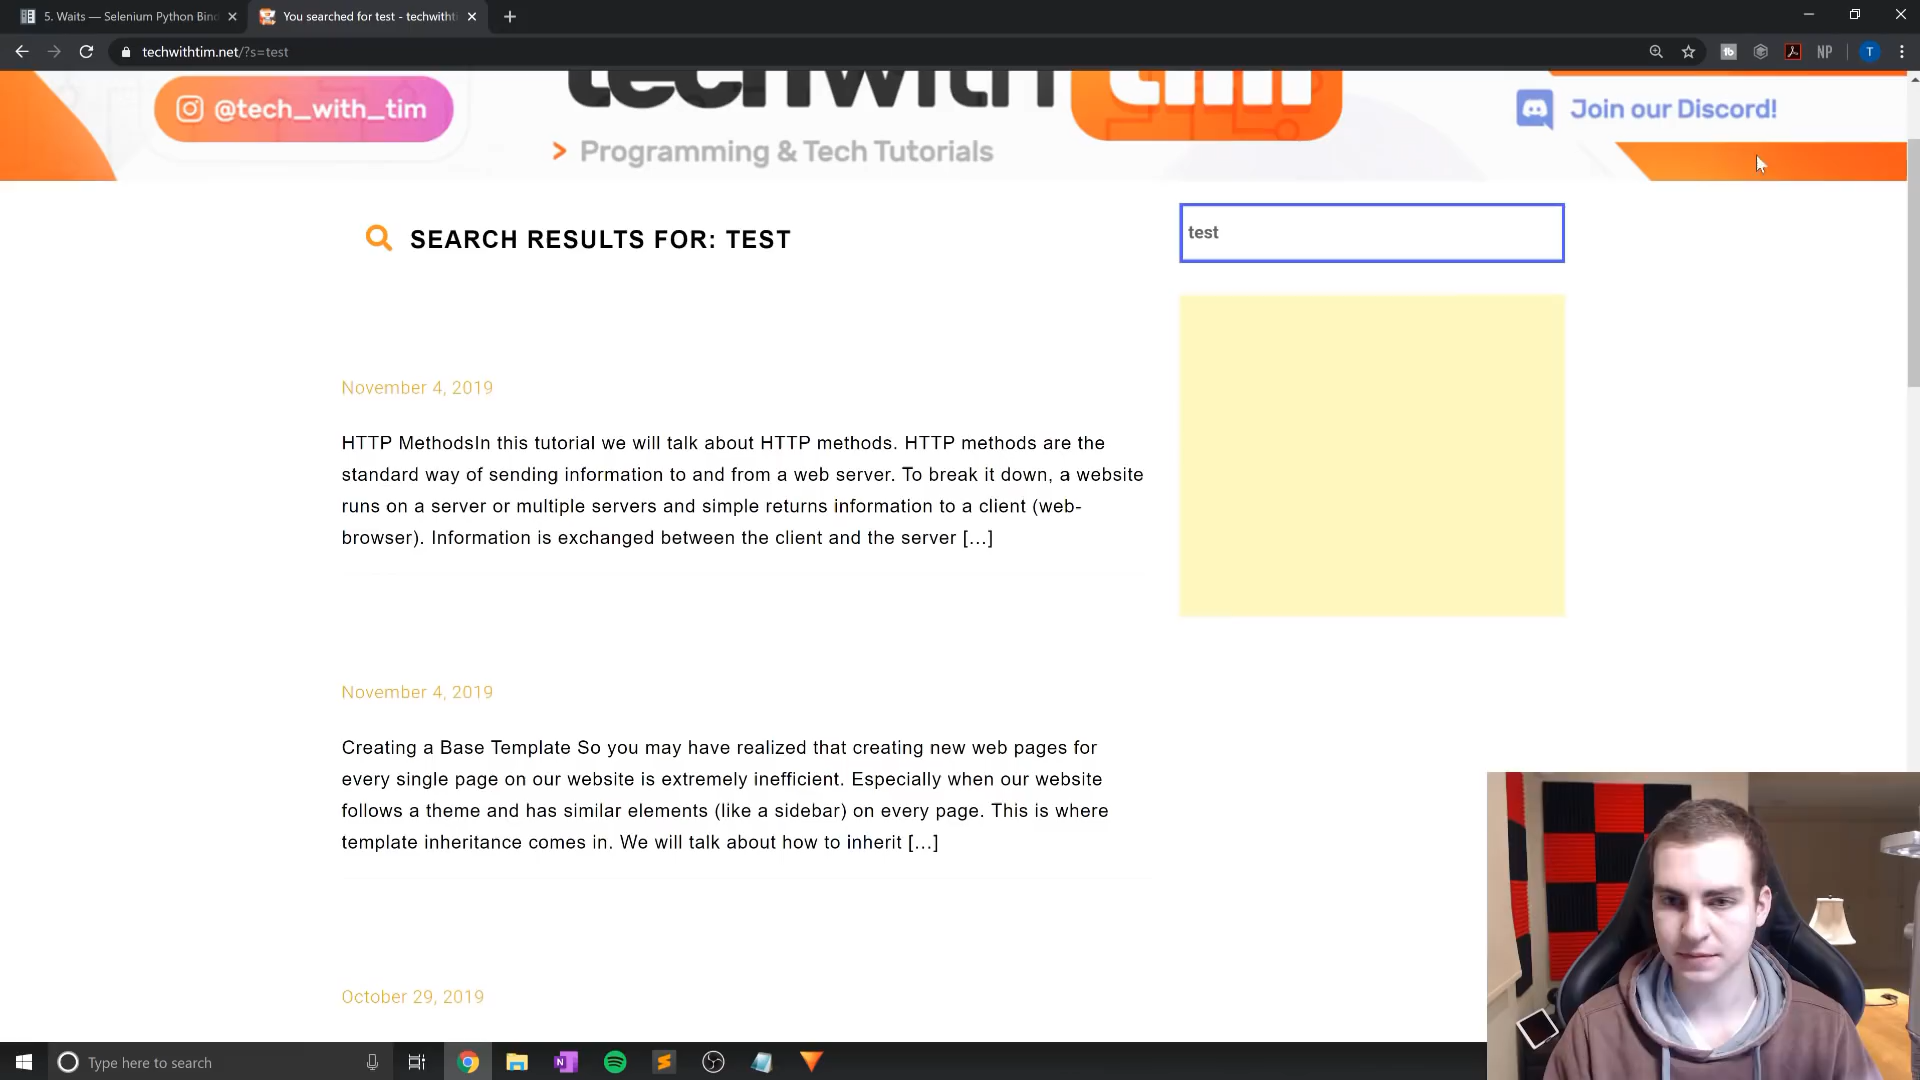 5. Waits — Selenium Python Bin
You searched for test - techwitht
techwithtim.net/?s=test
NP
T
@tech_with_tim
techwith tim
> Programming & Tech Tutorials
Join our Discord!
SEARCH RESULTS FOR: TEST
test
November 4, 2019
HTTP MethodsIn this tutorial we will talk about HTTP methods. HTTP methods are the
standard way of sending information to and from a web server. To break it down, a website
runs on a server or multiple servers and simple returns information to a client (web-
browser). Information is exchanged between the client and the server […]
November 4, 2019
Creating a Base Template So you may have realized that creating new web pages for
every single page on our website is extremely inefficient. Especially when our website
follows a theme and has similar elements (like a sidebar) on every page. This is where
template inheritance comes in. We will talk about how to inherit […]
October 29, 2019
Type here to search